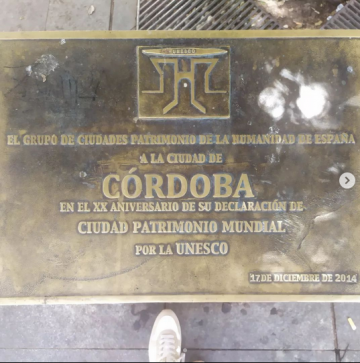 EL GRUPO DE CIUDADES PATRIMONIO DE LA HUMANIDAD DE ESPAÑA
A LA CIUDAD DE
CÓRDOBA
EN EL XX ANIVERSARIO DE SU DECLARACIÓN DE
CIUDAD PATRIMONIO MUNDIAL
POR LA UNESCO
17 DE DICIEMBRE DE 2014